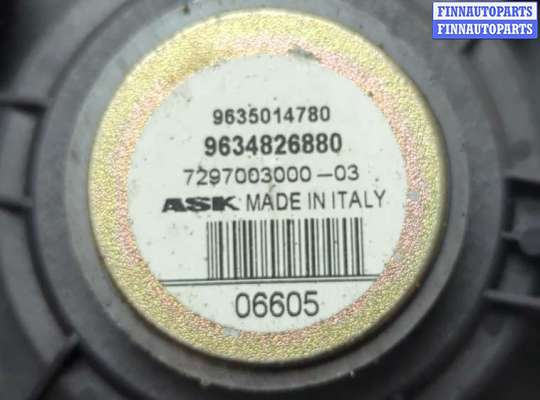 FINNAUTOPARTS
FINNAUTOPARTS
9635014780
9634826880
7297003000-03
ASK MADE IN ITALY
06605